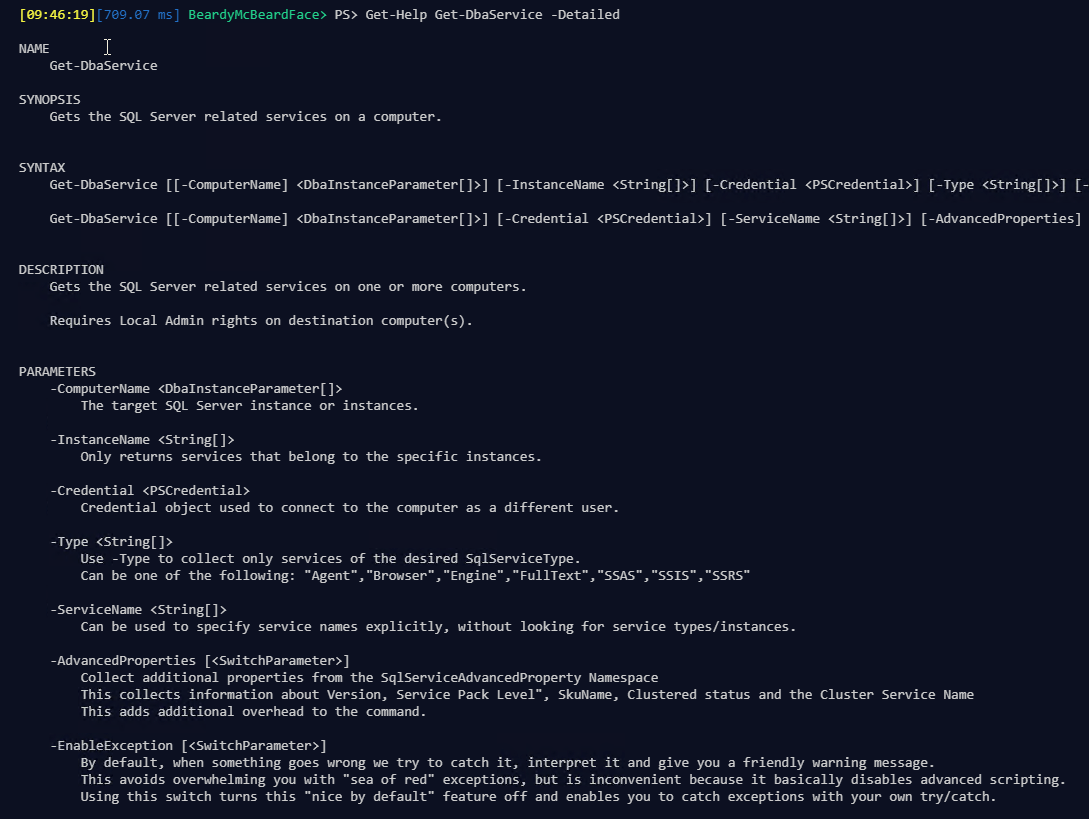 [09:46:19][709.07 ms] BeardyMcBeardFace> PS> Get-Help Get-DbaService -Detailed
NAME
Get-DbaService
SYNOPSIS
Gets the SQL Server related services on a computer.
SYNTAX
Get-DbaService [[-ComputerName] <DbaInstanceParameter[]>] [-InstanceName <String[]>] [-Credential <PSCredential>] [-Type <String[]>] [-
Get-DbaService [[-ComputerName] <DbaInstanceParameter[]>] [-Credential <PSCredential>] [-ServiceName <String[]>] [-AdvancedProperties]
DESCRIPTION
Gets the SQL Server related services on one or more computers.
Requires Local Admin rights on destination computer(s).
PARAMETERS
-ComputerName <DbaInstanceParameter[]>
The target SQL Server instance or instances.
-InstanceName <String[]>
Only returns services that belong to the specific instances.
-Credential <PSCredential>
Credential object used to connect to the computer as a different user.
-Type <String[]>
Use -Type to collect only services of the desired SqlServiceType.
Can be one of the following: "Agent","Browser","Engine","FullText","SSAS","SSIS","SSRS"
-ServiceName <String[]>
Can be used to specify service names explicitly, without looking for service types/instances.
-AdvancedProperties [<SwitchParameter>]
Collect additional properties from the SqlServiceAdvancedProperty Namespace
This collects information about Version, Service Pack Level", SkuName, Clustered status and the Cluster Service Name
This adds additional overhead to the command.
-EnableException [<SwitchParameter>]
By default, when something goes wrong we try to catch it, interpret it and give you a friendly warning message.
This avoids overwhelming you with "sea of red" exceptions, but is inconvenient because it basically disables advanced scripting.
Using this switch turns this "nice by default" feature off and enables you to catch exceptions with your own try/catch.